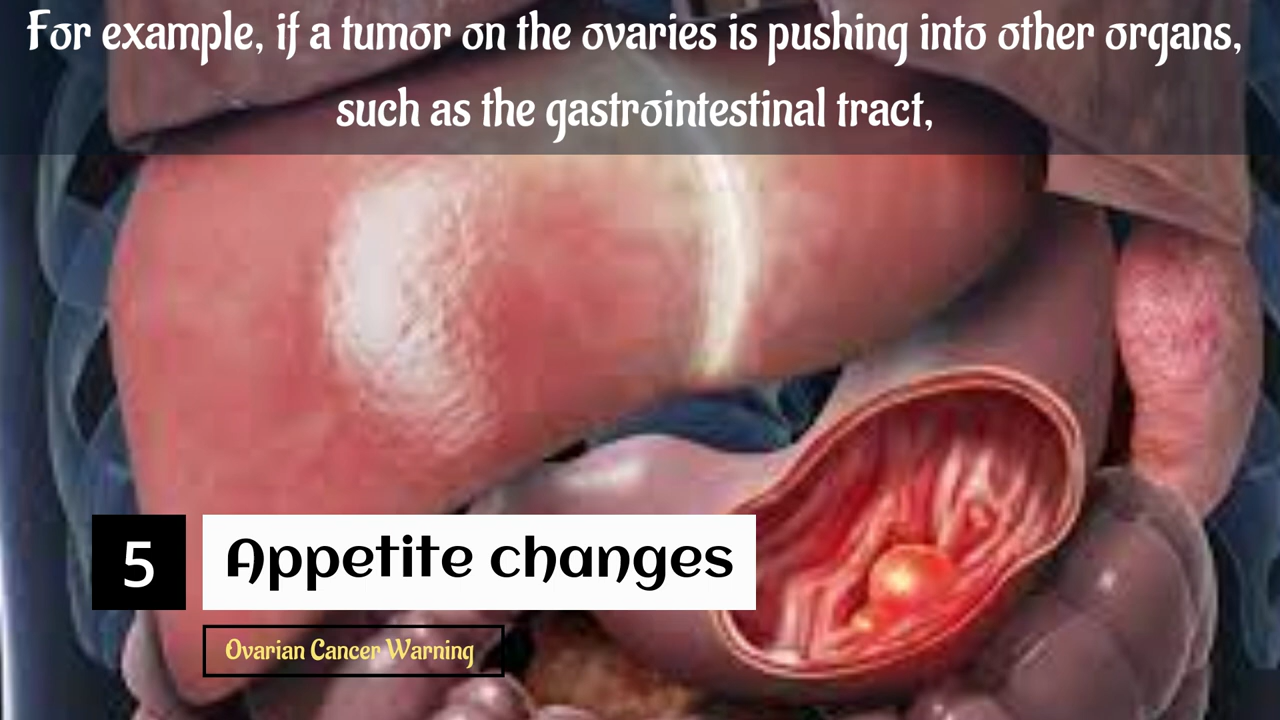 For example, if a tumor on the ovaries is pushing into other organs,
such as the gastrointestinal tract,
5
Appetite changes
Ovarian Cancer Warning